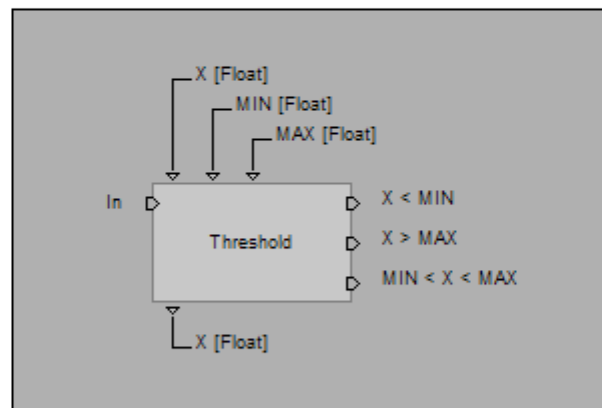 X [Float]
MIN [Float]
MAX [Float]
In
X < MIN
Threshold
X > MAX
MIN < X < MAX
X [Float]